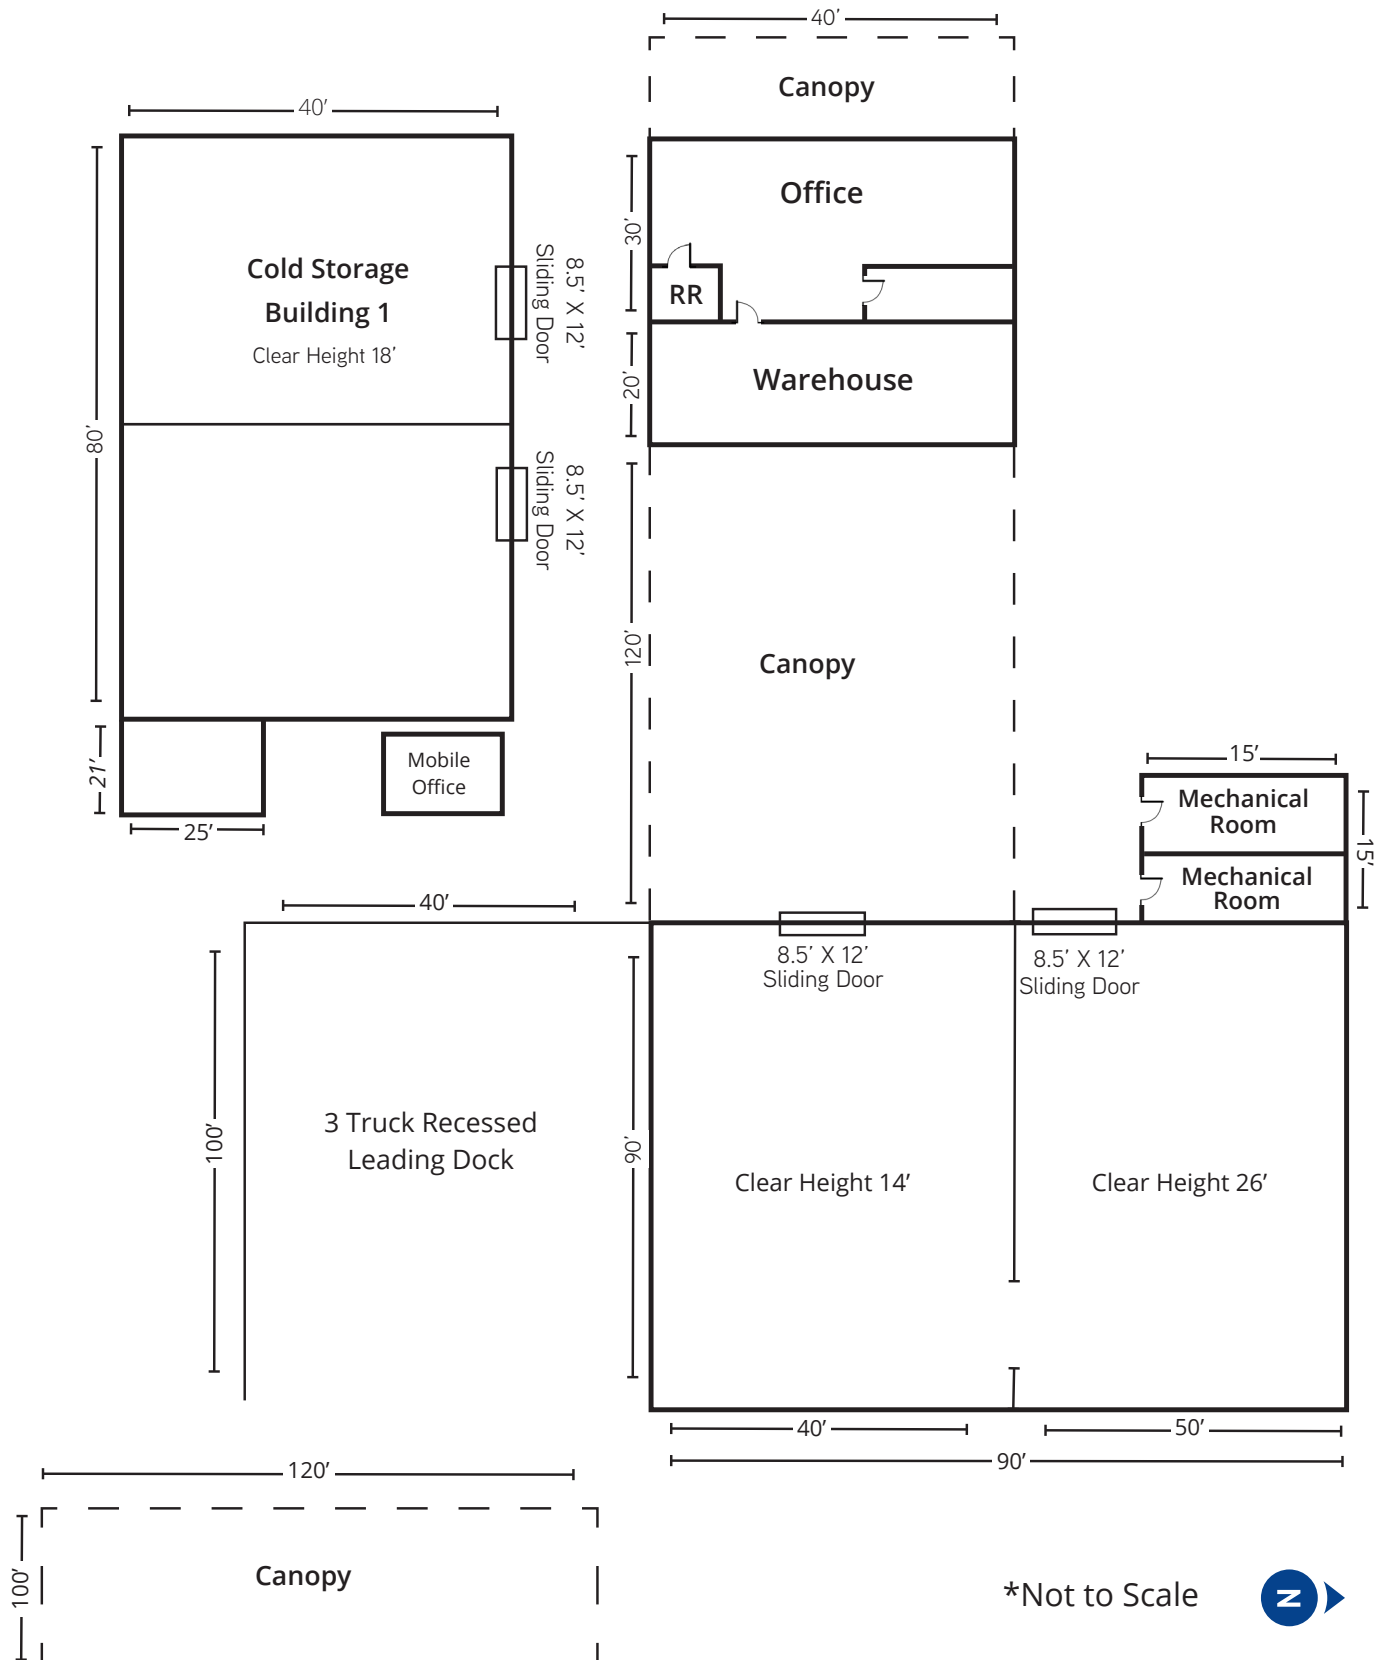 40’
Canopy
40’
Office
30’
RR
Cold Storage
Building 1
Clear Height 18’
8.5’ X 12’
Sliding Door
Warehouse
20’
80’
8.5’ X 12’
Sliding Door
120’
Canopy
21’
25’
Mobile
Office
15’
Mechanical
Room
15’
Mechanical
Room
40’
8.5’ X 12’
Sliding Door
8.5’ X 12’
Sliding Door
100’
3 Truck Recessed
Leading Dock
90’
Clear Height 14’
Clear Height 26’
40’
50’
90’
120’
100’
Canopy
*Not to Scale
N